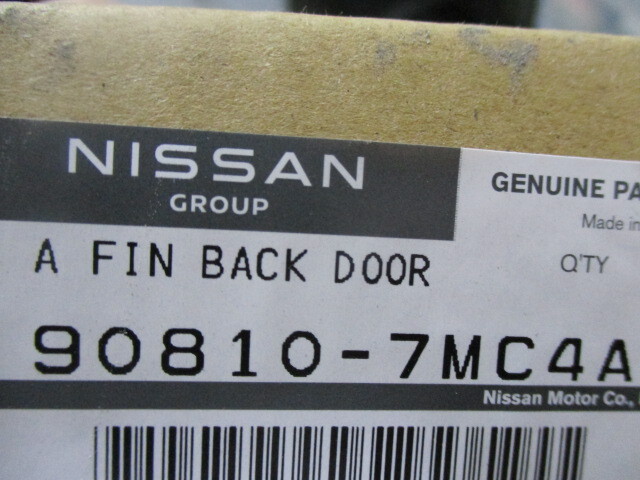 NISSAN
GROUP
GENUINE PA
Made in
A FIN BACK DOOR
Q'TY
90810-7MC4A
Nissan Motor Co.,